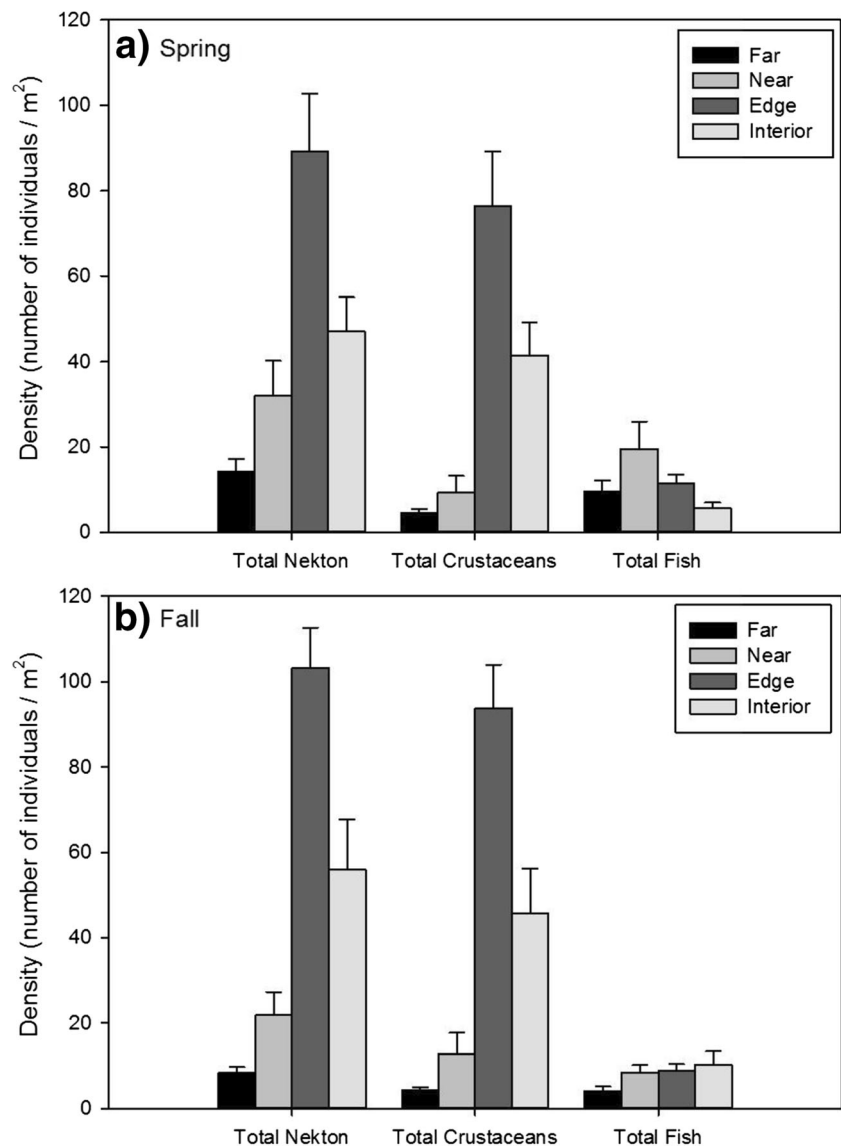 a) Spring
Far
Near
Edge
Interior
Density (number of individuals / m²)
120
100
80
60
40
20
0
Total Nekton Total Crustaceans Total Fish
b) Fall
Far
Near
Edge
Interior
Density (number of individuals / m²)
120
100
80
60
40
20
0
Total Nekton Total Crustaceans Total Fish